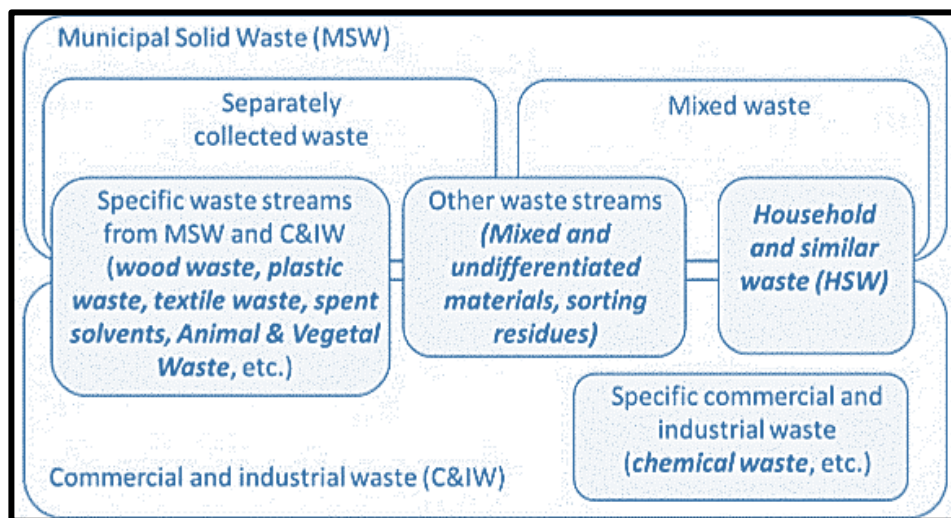 Municipal Solid Waste (MSW)
Separately
collected waste
Mixed waste
Specific waste streams
from MSW and C&IW
(wood waste, plastic
waste, textile waste, spent
solvents, Animal & Vegetal
Waste, etc.)
Other waste streams
(Mixed and
undifferentiated
materials, sorting
residues)
Household
and similar
waste (HSW)
Specific commercial and
industrial waste
(chemical waste, etc.)
Commercial and industrial waste (C&IW)